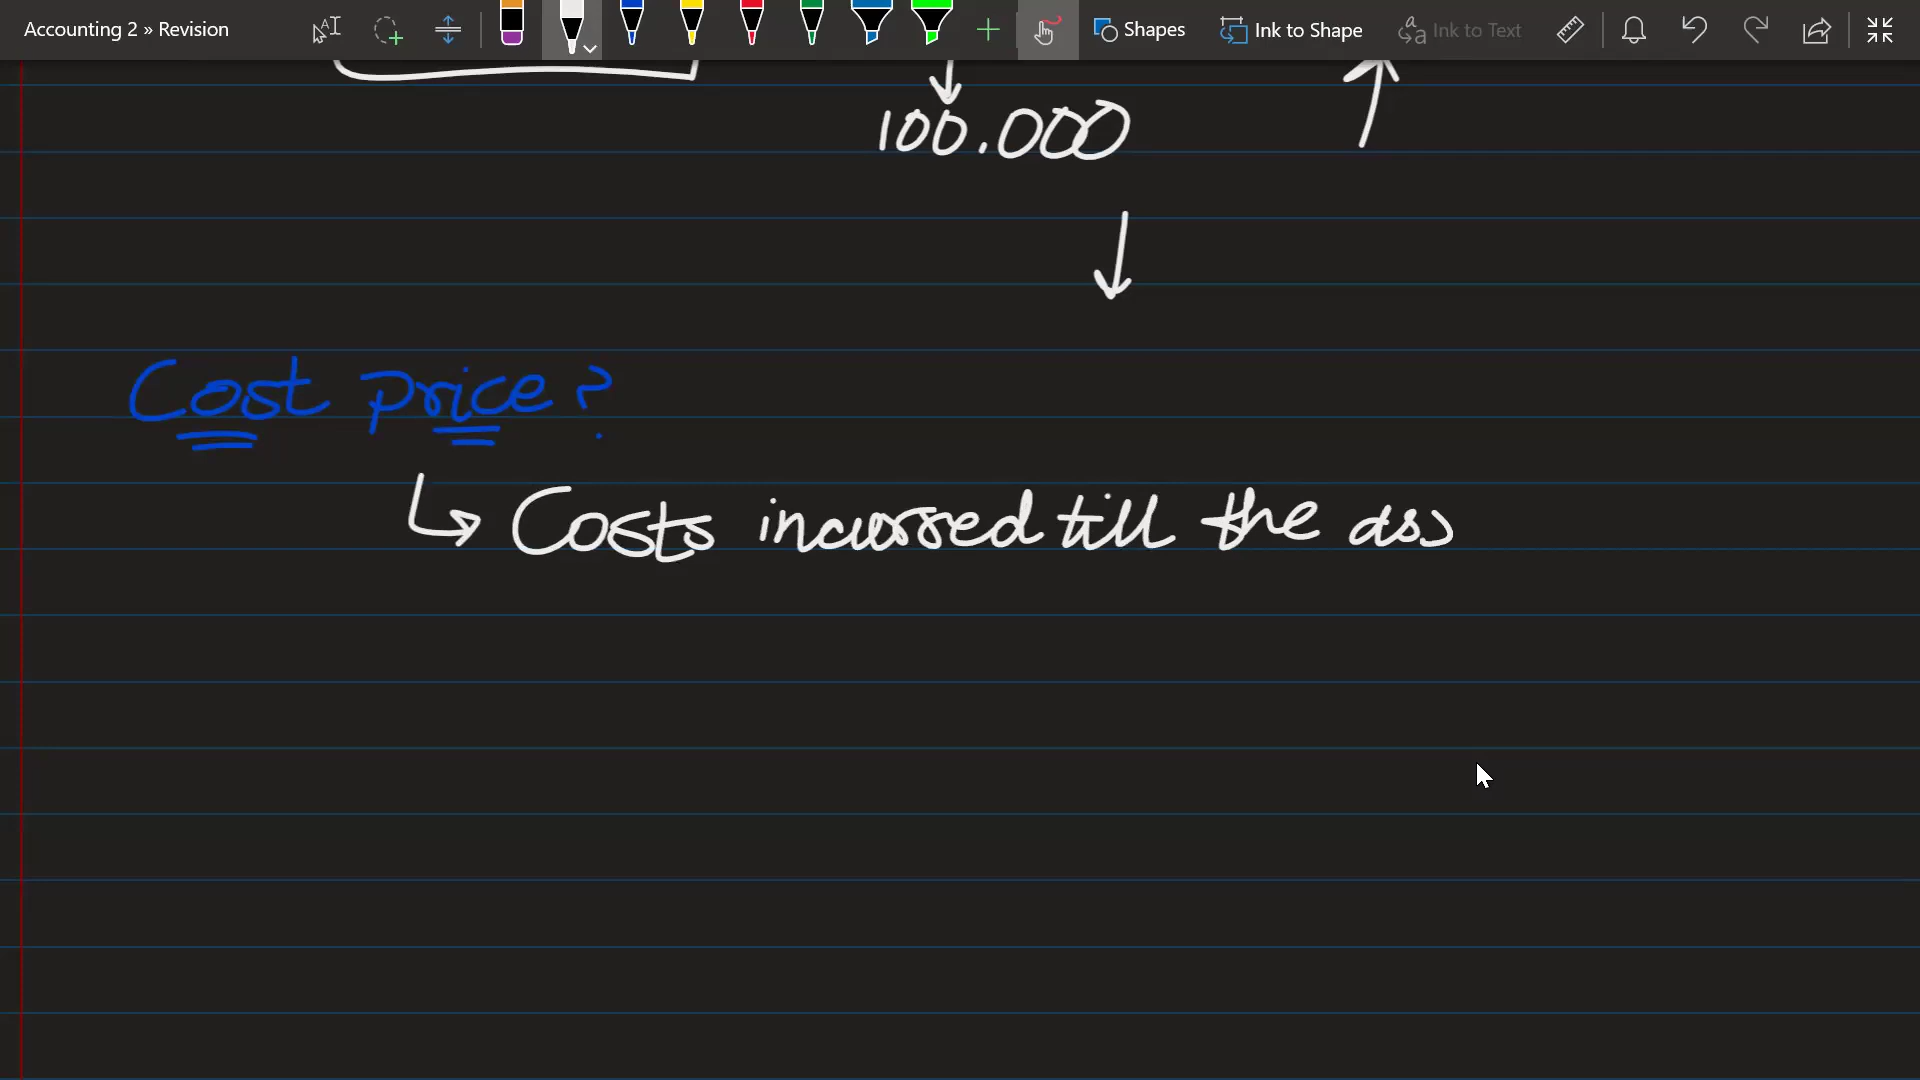 Accounting 2 » Revision
Shapes
Ink to Shape
Ink to Text
100.000
Cost price?
Costs incurred till the ass